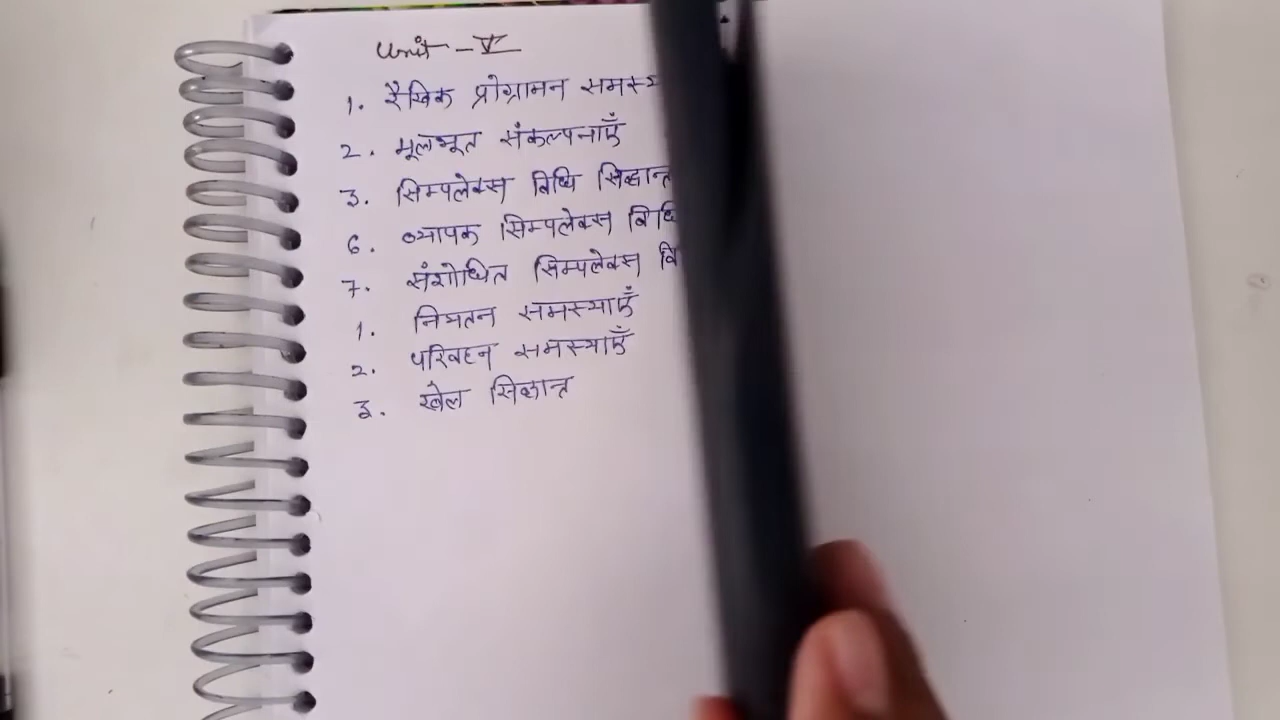 Unit - V
1. रैखिक प्रोग्रामन समस्य
2. मूलभूत संकल्पनाएँ
3. सिम्पलेक्स विधि सिद्धान्त
6. व्यापक सिम्पलेक्स विधि
7. संशोधित सिम्पलेक्स वि
1. नियतन समस्याएँ
2. परिवहन समस्याएँ
3. खेल सिद्धान्त